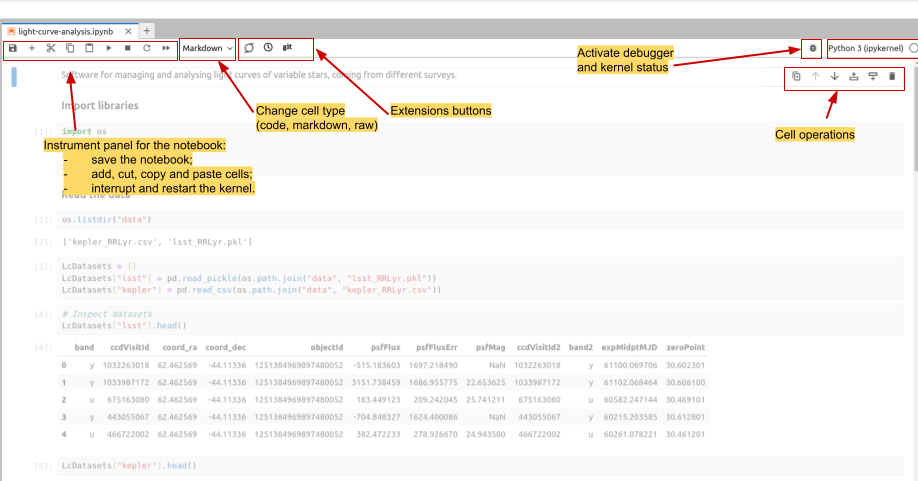 light-curve-analysis.ipynb
Markdown
git
Python 3 (ipykernel)
Activate debugger
and kernel status
Software for managing and analysing light curves of variable stars, coming from different surveys.
Import libraries
Change cell type
(code, markdown, raw)
Extensions buttons
Cell operations
[1]: import os
Instrument panel for the notebook:
- save the notebook;
- add, cut, copy and paste cells;
- interrupt and restart the kernel.
Read the data
[2]: os.listdir("data")
[2]: ['kepler_RRLyr.csv', 'lsst_RRLyr.pkl']
[3]: LcDatasets = {}
LcDatasets["lsst"] = pd.read_pickle(os.path.join("data", "lsst_RRLyr.pkl"))
LcDatasets["kepler"] = pd.read_csv(os.path.join("data", "kepler_RRLyr.csv"))
[4]: # Inspect datasets
LcDatasets["lsst"].head()
[4]: band ccdVisitId coord_ra coord_dec objectId psfFlux psfFluxErr psfMag ccdVisitId2 band2 expMidptMJD zeroPoint
0 y 1032263018 62.462569 -44.11336 1251384969897480052 -515.183603 1697.218490 NaN 1032263018 y 61100.069706 30.602301
1 y 1033987172 62.462569 -44.11336 1251384969897480052 3151.738459 1686.955775 22.653625 1033987172 y 61102.068464 30.606100
2 u 675163080 62.462569 -44.11336 1251384969897480052 183.449123 209.242045 25.741211 675163080 u 60582.247144 30.469101
3 y 443055067 62.462569 -44.11336 1251384969897480052 -704.848327 1624.400086 NaN 443055067 y 60215.203585 30.612801
4 u 466722002 62.462569 -44.11336 1251384969897480052 382.472233 278.926670 24.943500 466722002 u 60261.078221 30.461201
[5]: LcDatasets["kepler"].head()